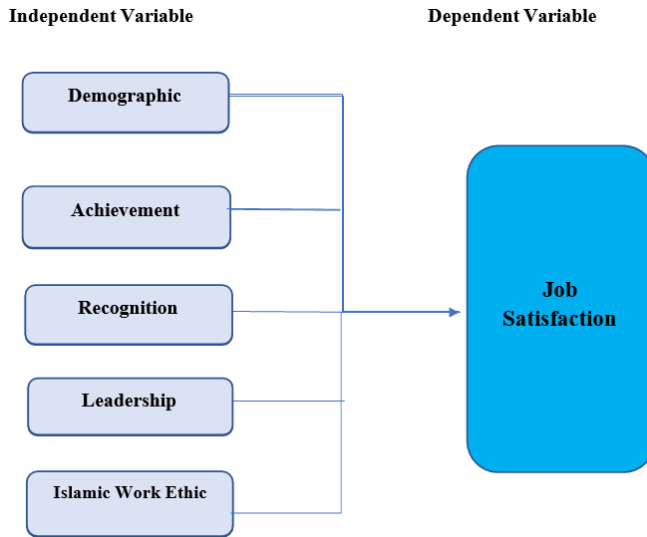 Independent Variable
Dependent Variable
Demographic
Achievement
Recognition
Leadership
Islamic Work Ethic
Job
Satisfaction